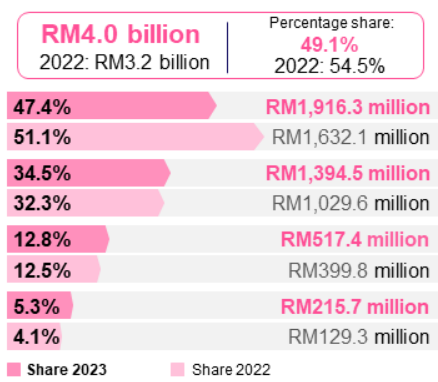 RM4.0 billion
2022: RM3.2 billion
Percentage share:
49.1%
2022: 54.5%
47.4% RM1,916.3 million
51.1% RM1,632.1 million
34.5% RM1,394.5 million
32.3% RM1,029.6 million
12.8% RM517.4 million
12.5% RM399.8 million
5.3% RM215.7 million
4.1% RM129.3 million
Share 2023 Share 2022